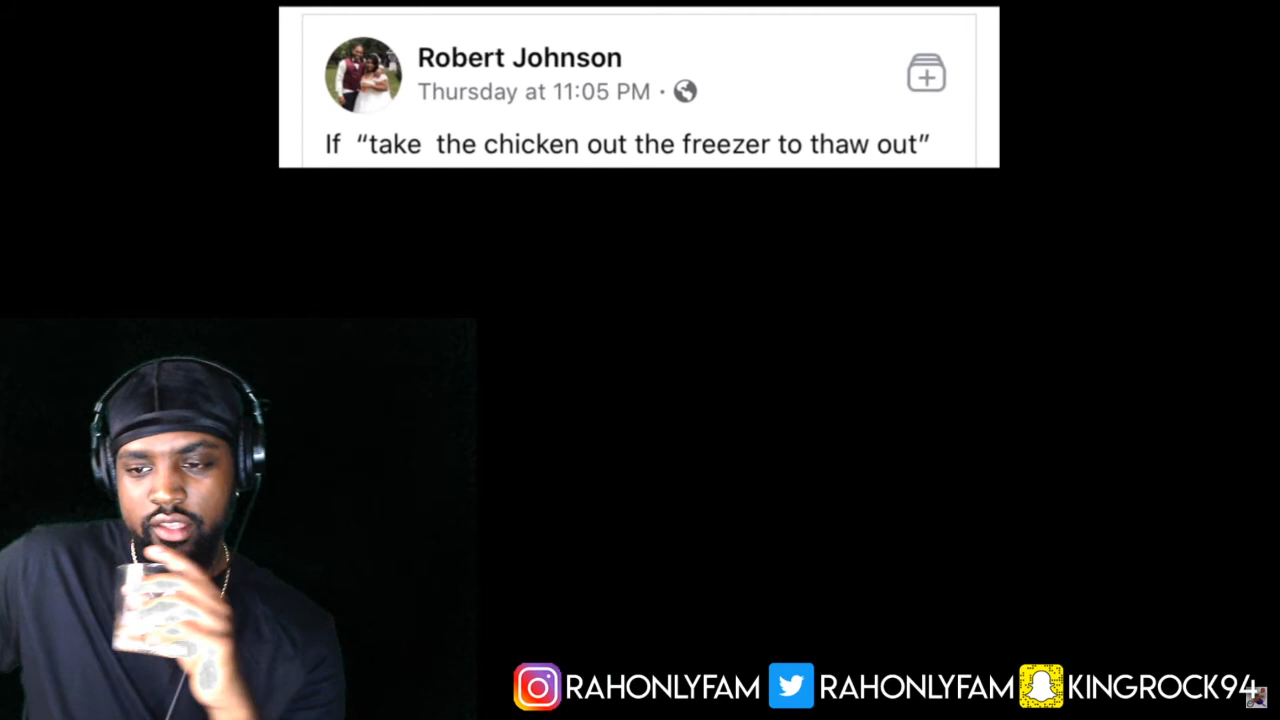 Robert Johnson
Thursday at 11:05 PM ·
If “take the chicken out the freezer to thaw out”
RAHONLYFAM RAHONLYFAM KINGROCK94